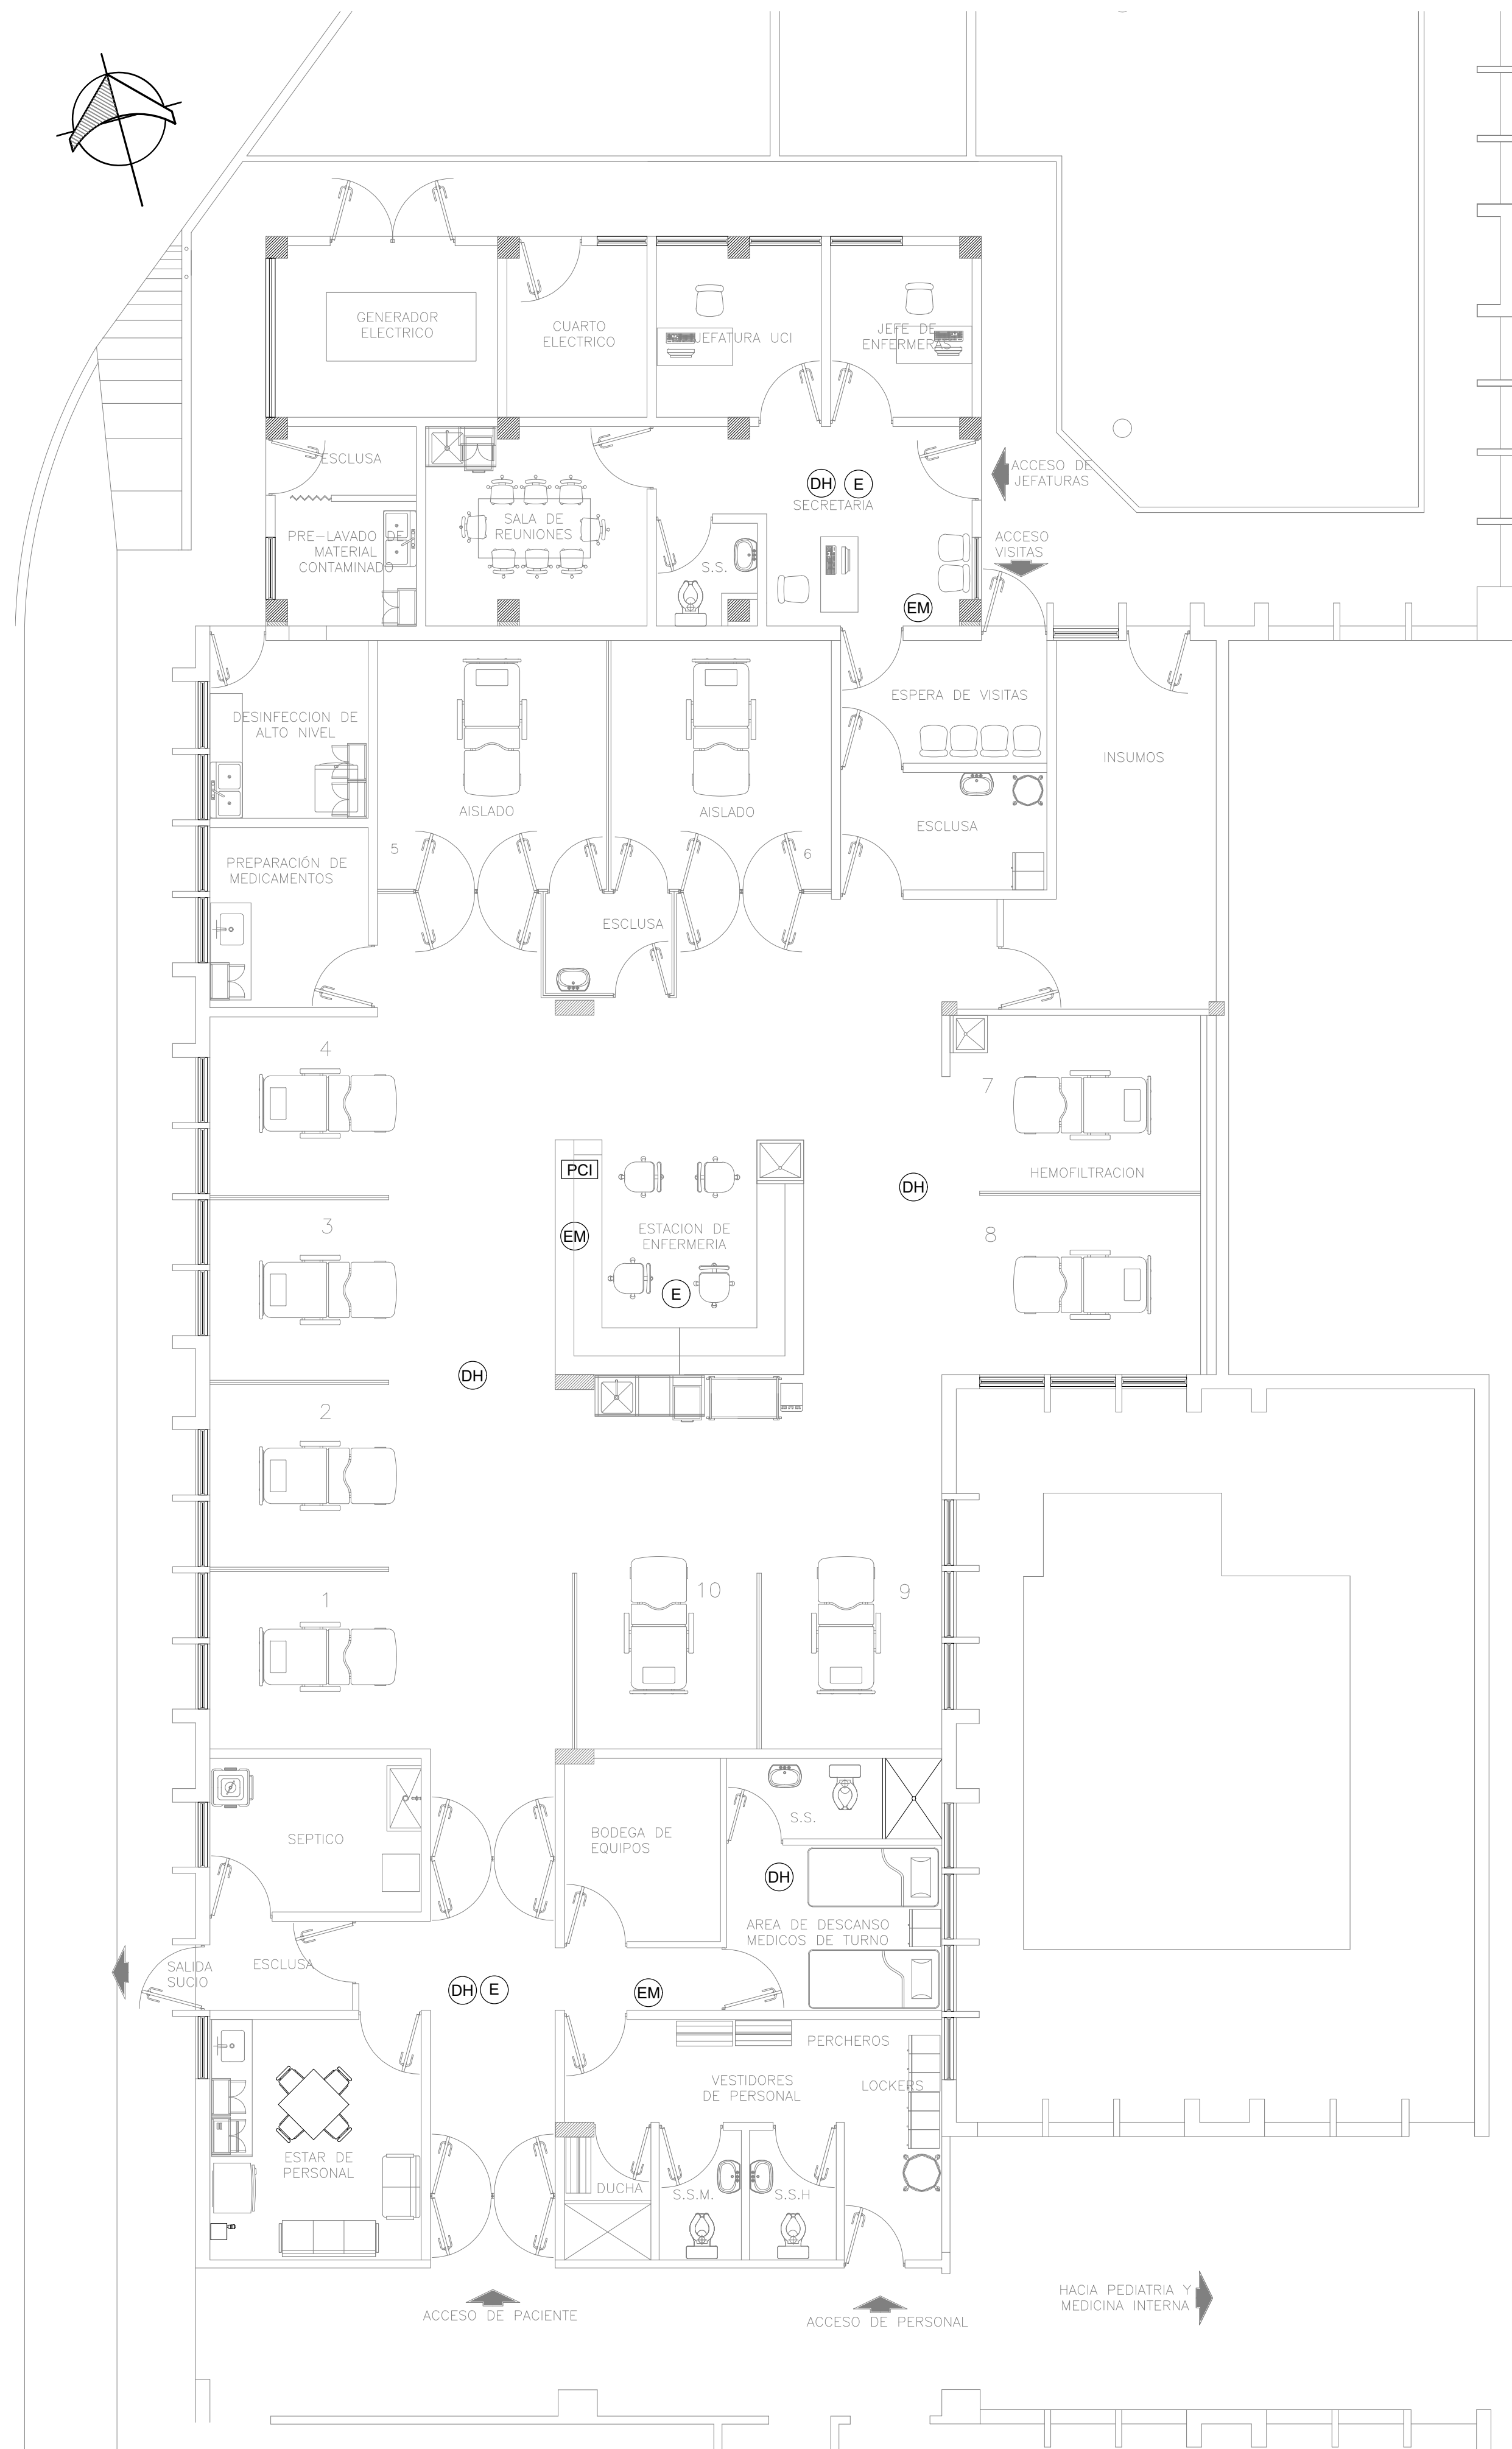 GENERADOR
ELECTRICO
CUARTO
ELECTRICO
JEFATURA UCI
JEFE DE
ENFERMERAS
ESCLUSA
PRE-LAVADO DE
MATERIAL
CONTAMINADO
SALA DE
REUNIONES
S.S.
DH
E
SECRETARIA
EM
ACCESO DE
JEFATURAS
ACCESO
VISITAS
DESINFECCION DE
ALTO NIVEL
AISLADO
AISLADO
ESPERA DE VISITAS
INSUMOS
ESCLUSA
5
6
PREPARACIÓN DE
MEDICAMENTOS
ESCLUSA
4
7
PCI
HEMOFILTRACION
DH
3
EM
ESTACION DE
ENFERMERIA
8
E
DH
2
1
10
9
SEPTICO
BODEGA DE
EQUIPOS
S.S.
DH
AREA DE DESCANSO
MEDICOS DE TURNO
SALIDA
SUCIO
ESCLUSA
DH
E
EM
PERCHEROS
VESTIDORES
DE PERSONAL
LOCKERS
ESTAR DE
PERSONAL
DUCHA
S.S.M.
S.S.H
ACCESO DE PACIENTE
ACCESO DE PERSONAL
HACIA PEDIATRIA Y
MEDICINA INTERNA